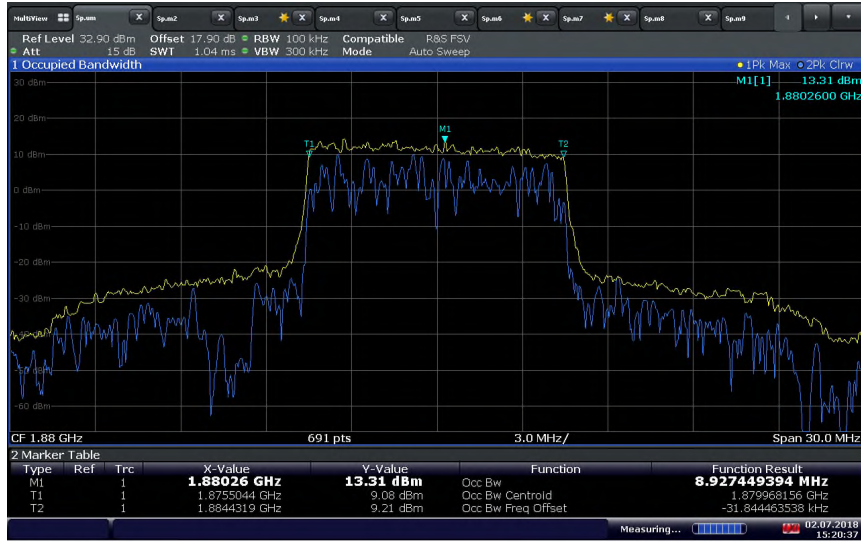 MultiView Sp.um X Sp.m2 X Sp.m3 X Sp.m4 X Sp.m5 X Sp.m6 X Sp.m7 X Sp.m8 X Sp.m9
Ref Level 32.90 dBm Offset 17.90 dB RBW 100 kHz Compatible R&S FSV
Att 15 dB SWT 1.04 ms VBW 300 kHz Mode Auto Sweep
1 Occupied Bandwidth 1Pk Max 2Pk Clrw
M1[1] 13.31 dBm
1.8802600 GHz
30 dBm
20 dBm
M1
T1 T2
10 dBm
0 dBm
-10 dBm
-20 dBm
-30 dBm
-40 dBm
-50 dBm
-60 dBm
CF 1.88 GHz 691 pts 3.0 MHz/ Span 30.0 MHz
2 Marker Table
Type Ref Trc X-Value Y-Value Function Function Result
M1 1 1.88026 GHz 13.31 dBm Occ Bw 8.927449394 MHz
T1 1 1.8755044 GHz 9.08 dBm Occ Bw Centroid 1.879968156 GHz
T2 1 1.8844319 GHz 9.21 dBm Occ Bw Freq Offset -31.844463538 kHz
Measuring... 02.07.2018
15:20:37